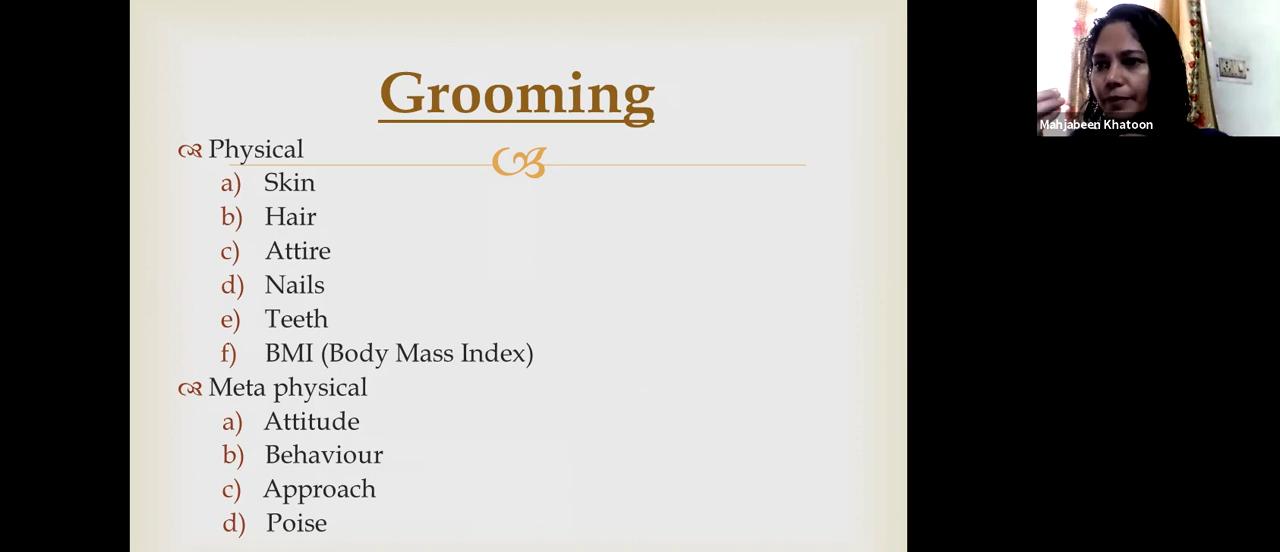 Grooming
Physical
a) Skin
b) Hair
c) Attire
d) Nails
e) Teeth
f) BMI (Body Mass Index)
Meta physical
a) Attitude
b) Behaviour
c) Approach
d) Poise
Mahjabeen Khatoon